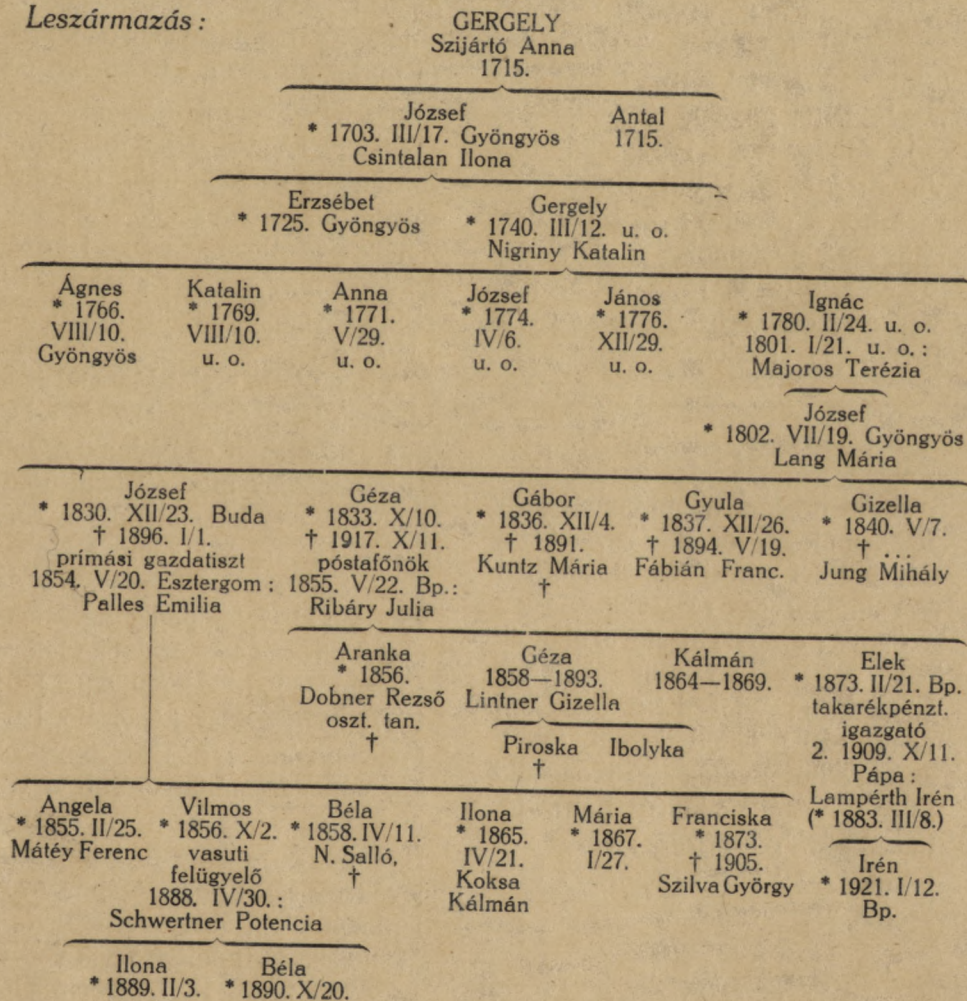 Leszármazás :
GERGELY
Szijártó Anna
1715.
József
* 1703. III/17. Gyöngyös
Csintalan Ilona
Antal
1715.
Erzsébet
* 1725. Gyöngyös
Gergely
* 1740. III/12. u. o.
Nigriny Katalin
Ágnes
* 1766.
VIII/10.
Gyöngyös
Katalin
* 1769.
VIII/10.
u. o.
Anna
* 1771.
V/29.
u. o.
József
* 1774.
IV/6.
u. o.
János
* 1776.
XII/29.
u. o.
Ignác
* 1780. II/24. u. o.
1801. I/21. u. o. :
Majoros Terézia
József
* 1802. VII/19. Gyöngyös
Lang Mária
József
* 1830. XII/23. Buda
† 1896. I/1.
prímási gazdatiszt
1854. V/20. Esztergom :
Palles Emilia
Géza
* 1833. X/10.
† 1917. X/11.
póstafőnök
1855. V/22. Bp. :
Ribáry Julia
Gábor
* 1836. XII/4.
† 1891.
Kuntz Mária
†
Gyula
* 1837. XII/26.
† 1894. V/19.
Fábián Franc.
Gizella
* 1840. V/7.
† ...
Jung Mihály
Aranka
* 1856.
Dobner Rezső
oszt. tan.
†
Géza
1858—1893.
Lintner Gizella
Kálmán
1864—1869.
Elek
* 1873. II/21. Bp.
takarékpénzt.
igazgató
2. 1909. X/11.
Pápa :
Lampérth Irén
(* 1883. III/8.)
Piroska
†
Ibolyka
Irén
* 1921. I/12.
Bp.
Angela
* 1855. II/25.
Mátéy Ferenc
Vilmos
* 1856. X/2.
vasuti
felügyelő
1888. IV/30. :
Schwertner Potencia
Béla
* 1858. IV/11.
N. Salló,
†
Ilona
* 1865.
IV/21.
Koksa
Kálmán
Mária
* 1867.
I/27.
Franciska
* 1873.
† 1905.
Szilva György
Ilona
* 1889. II/3.
Béla
* 1890. X/20.